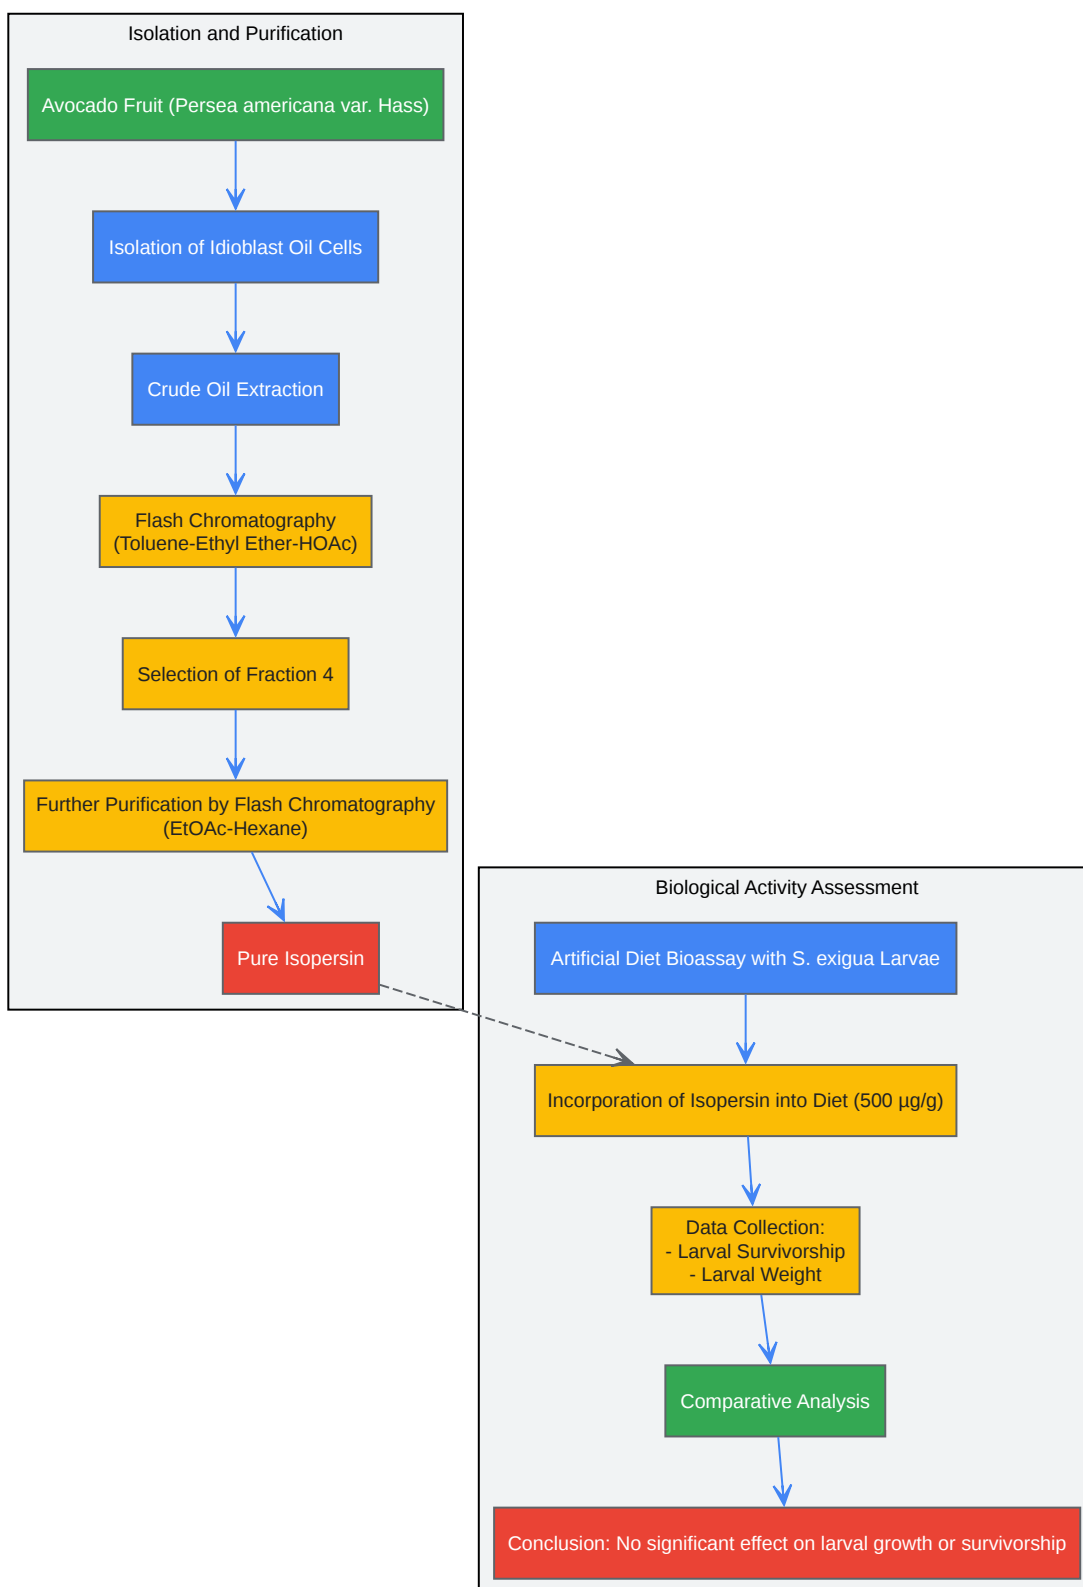 Isolation and Purification
Avocado Fruit (Persea americana var. Hass)
Isolation of Idioblast Oil Cells
Crude Oil Extraction
Flash Chromatography
(Toluene-Ethyl Ether-HOAc)
Selection of Fraction 4
Further Purification by Flash Chromatography
(EtOAc-Hexane)
Pure Isopersin
Biological Activity Assessment
Artificial Diet Bioassay with S. exigua Larvae
Incorporation of Isopersin into Diet (500 µg/g)
Data Collection:
- Larval Survivorship
- Larval Weight
Comparative Analysis
Conclusion: No significant effect on larval growth or survivorship